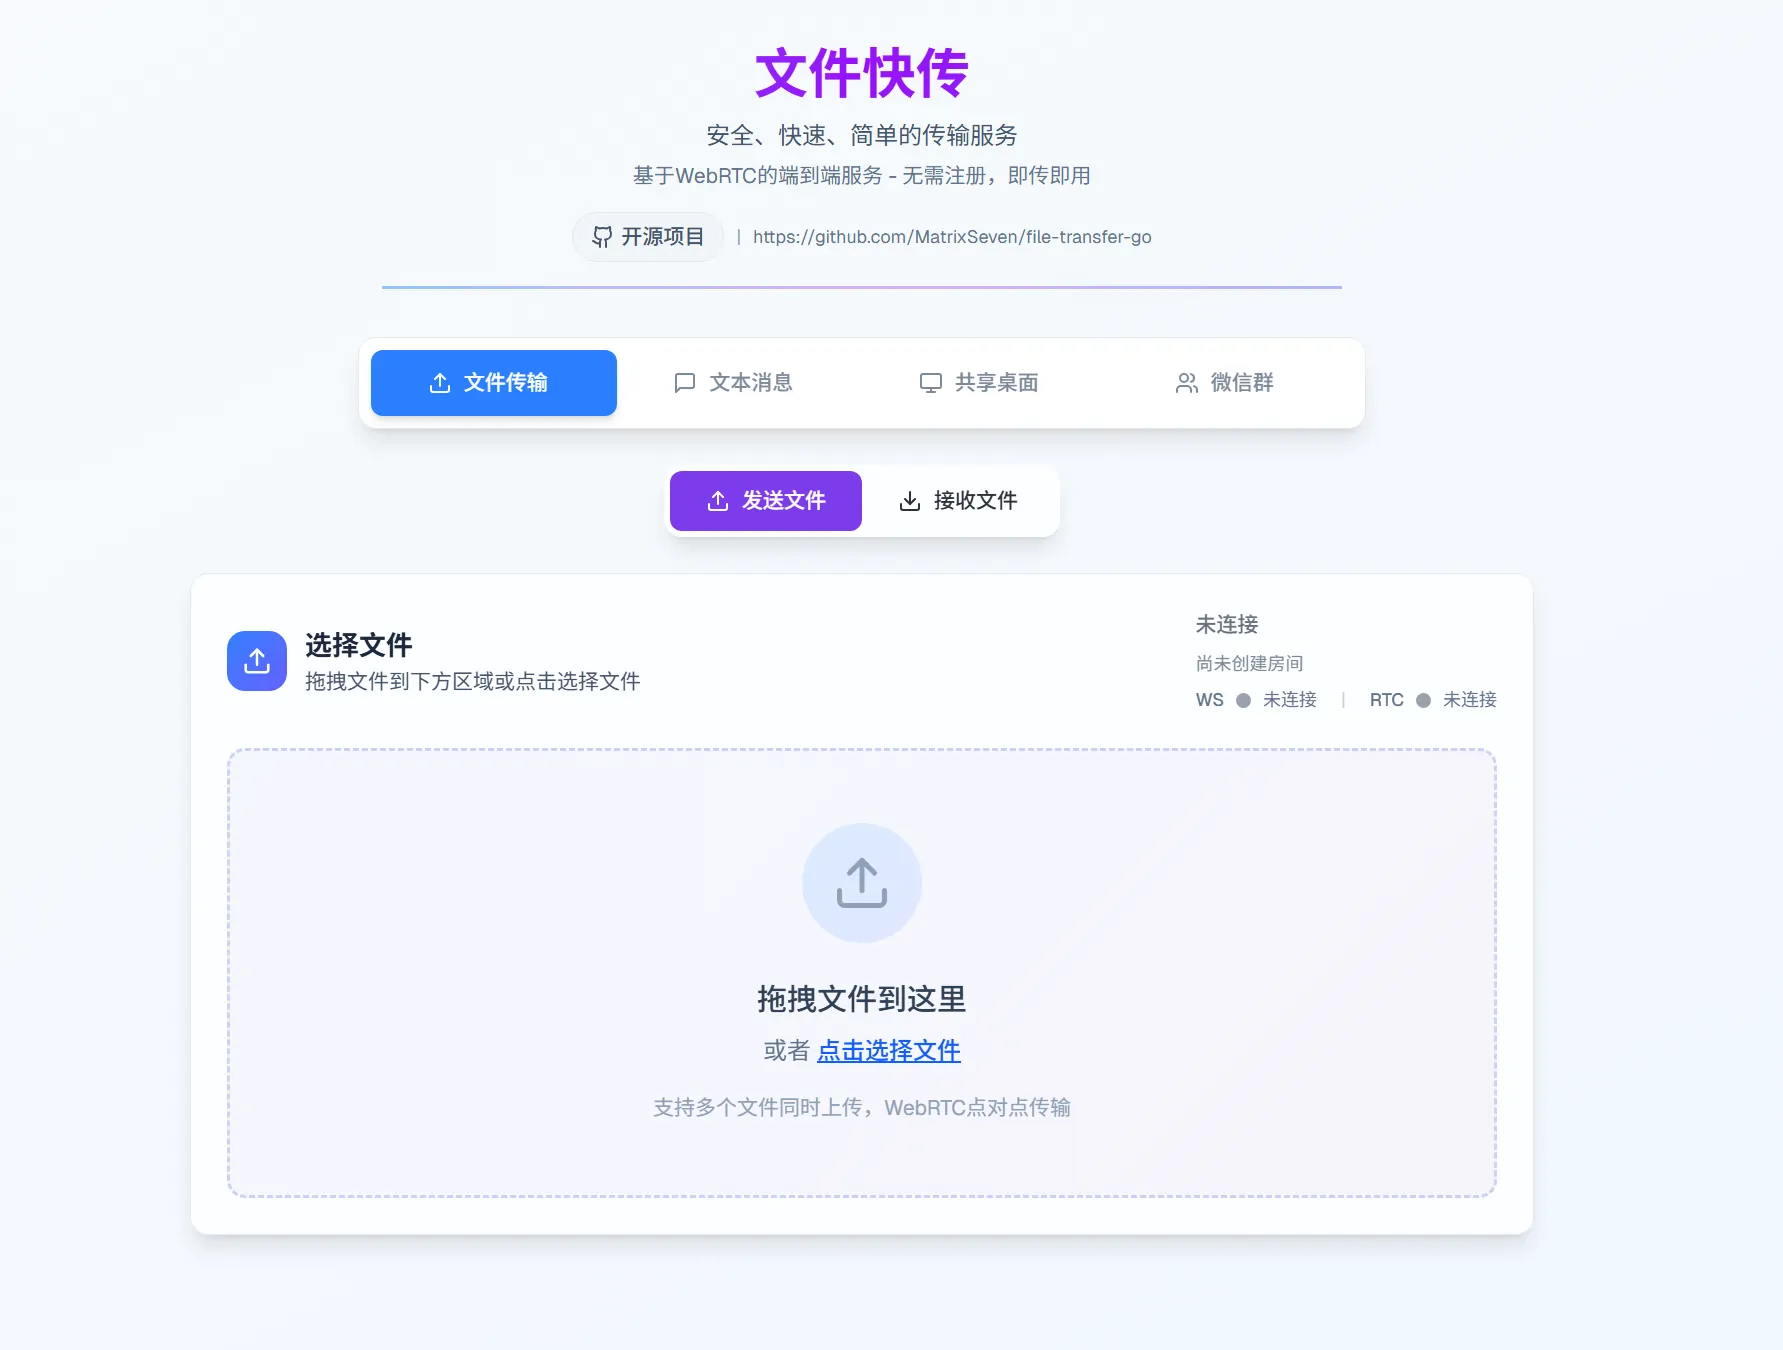 文件快传
安全、快速、简单的传输服务
基于WebRTC的端到端服务 - 无需注册，即传即用
开源项目 | https://github.com/MatrixSeven/file-transfer-go
文件传输 文本消息 共享桌面 微信群
发送文件 接收文件
选择文件
拖拽文件到下方区域或点击选择文件
未连接
尚未创建房间
WS 未连接 | RTC 未连接
拖拽文件到这里
或者 点击选择文件
支持多个文件同时上传，WebRTC点对点传输